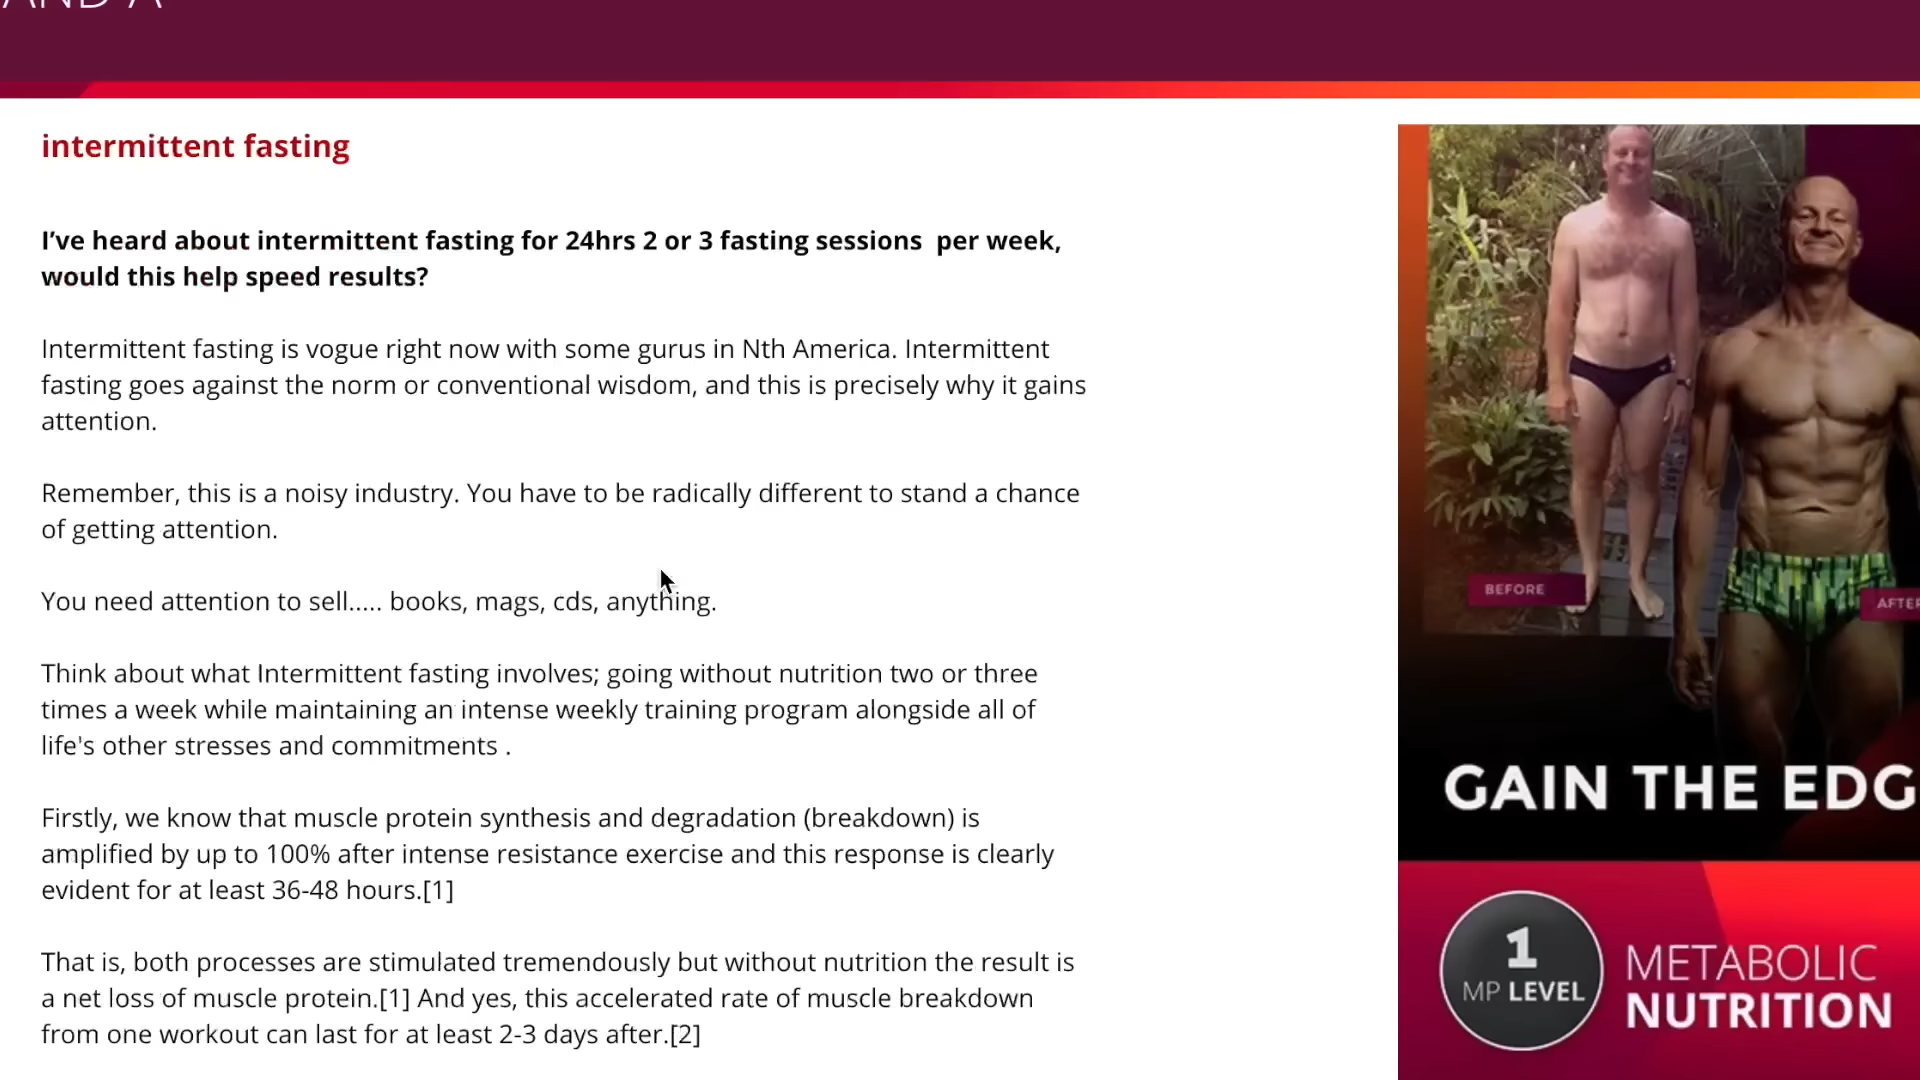 AND A
intermittent fasting
I’ve heard about intermittent fasting for 24hrs 2 or 3 fasting sessions  per week,
would this help speed results?
Intermittent fasting is vogue right now with some gurus in Nth America. Intermittent
fasting goes against the norm or conventional wisdom, and this is precisely why it gains
attention.
Remember, this is a noisy industry. You have to be radically different to stand a chance
of getting attention.
You need attention to sell..... books, mags, cds, anything.
Think about what Intermittent fasting involves; going without nutrition two or three
times a week while maintaining an intense weekly training program alongside all of
life's other stresses and commitments .
Firstly, we know that muscle protein synthesis and degradation (breakdown) is
amplified by up to 100% after intense resistance exercise and this response is clearly
evident for at least 36-48 hours.[1]
That is, both processes are stimulated tremendously but without nutrition the result is
a net loss of muscle protein.[1] And yes, this accelerated rate of muscle breakdown
from one workout can last for at least 2-3 days after.[2]
BEFORE
AFTER
GAIN THE EDG
1
MP LEVEL
METABOLIC
NUTRITION